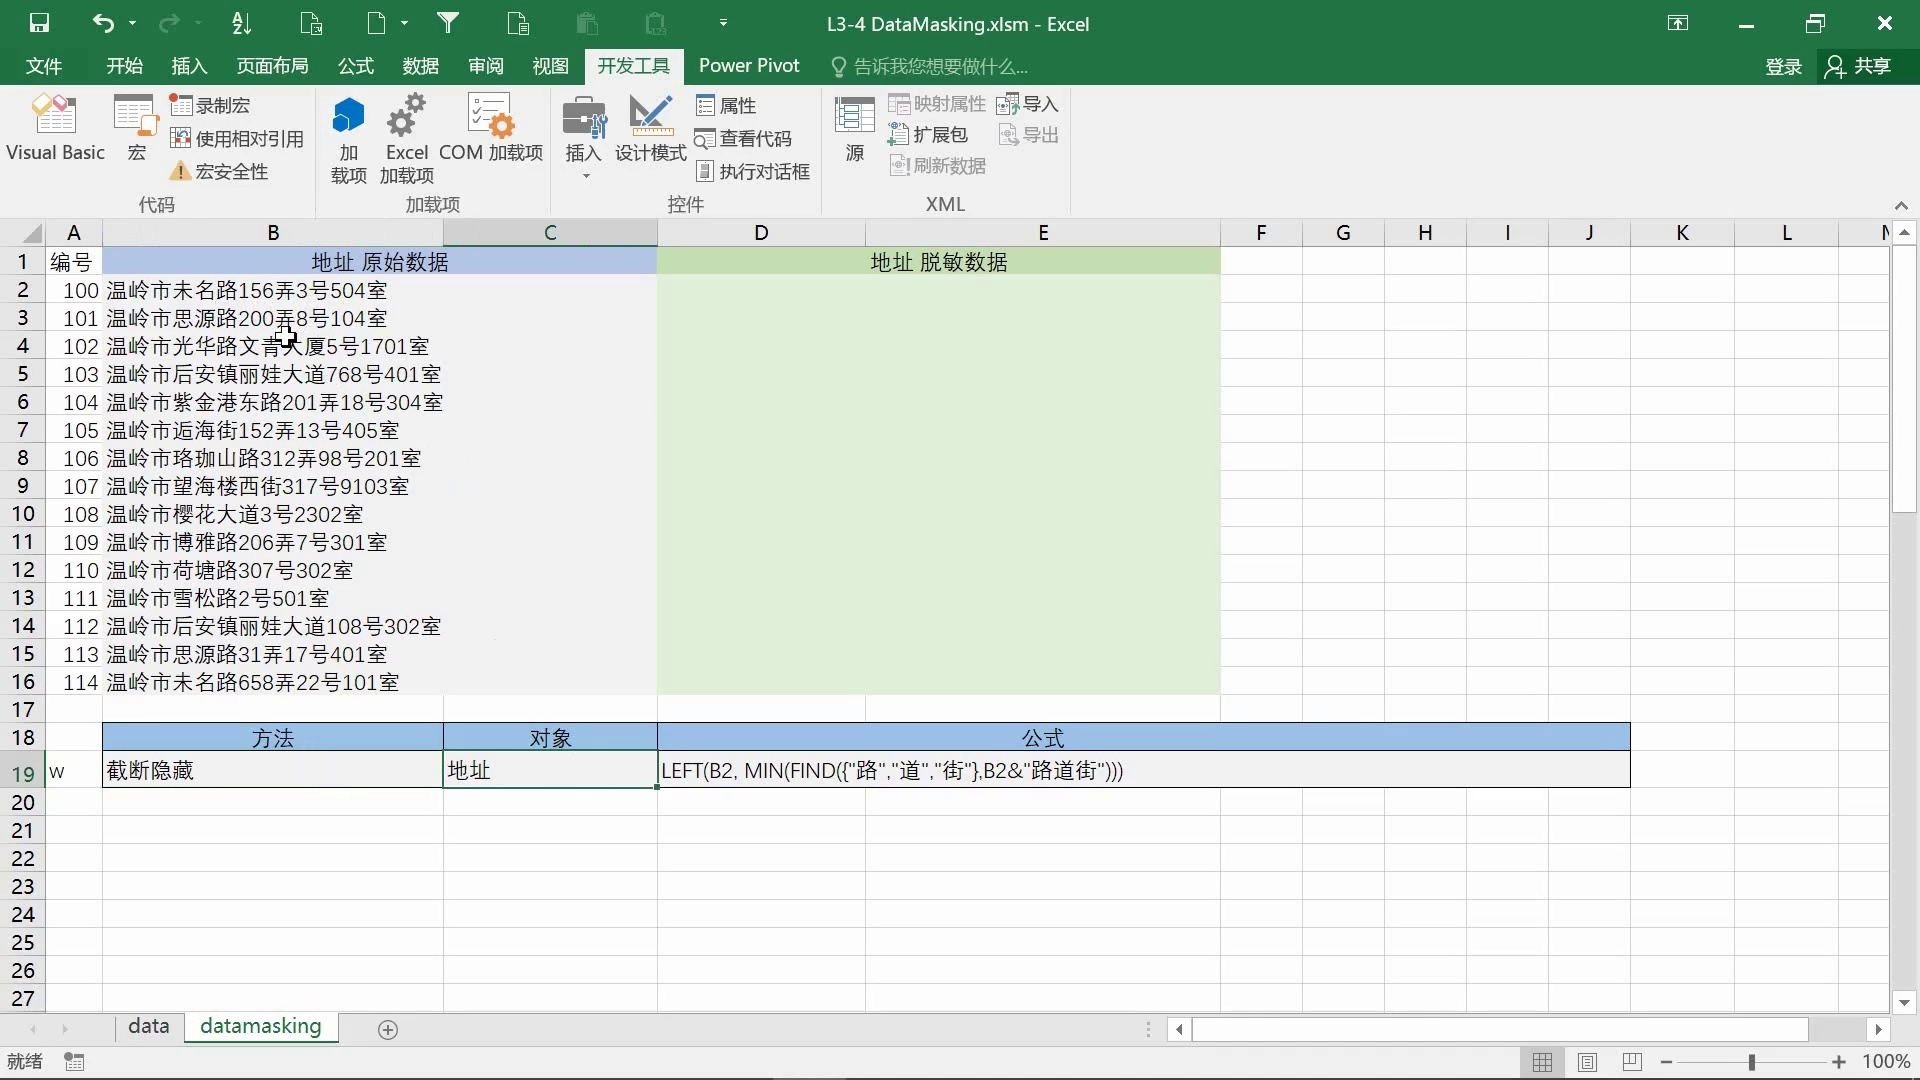 L3-4 DataMasking.xlsm - Excel
文件 开始 插入 页面布局 公式 数据 审阅 视图 开发工具 Power Pivot 告诉我您想要做什么... 登录 共享
Visual Basic
宏
录制宏
使用相对引用
宏安全性
代码
加
载项
Excel
加载项
COM 加载项
加载项
插入
设计模式
属性
查看代码
执行对话框
控件
源
映射属性
扩展包
刷新数据
导入
导出
XML
A B C D E F G H I J K L
1 编号 地址 原始数据 地址 脱敏数据
2 100 温岭市未名路156弄3号504室
3 101 温岭市思源路200弄8号104室
4 102 温岭市光华路文青大厦5号1701室
5 103 温岭市后安镇丽娃大道768号401室
6 104 温岭市紫金港东路201弄18号304室
7 105 温岭市逅海街152弄13号405室
8 106 温岭市珞珈山路312弄98号201室
9 107 温岭市望海楼西街317号9103室
10 108 温岭市樱花大道3号2302室
11 109 温岭市博雅路206弄7号301室
12 110 温岭市荷塘路307号302室
13 111 温岭市雪松路2号501室
14 112 温岭市后安镇丽娃大道108号302室
15 113 温岭市思源路31弄17号401室
16 114 温岭市未名路658弄22号101室
17
18 方法 对象 公式
19 w 截断隐藏 地址 LEFT(B2, MIN(FIND({"路","道","街"},B2&"路道街")))
20
21
22
23
24
25
26
27
data datamasking
就绪 100%